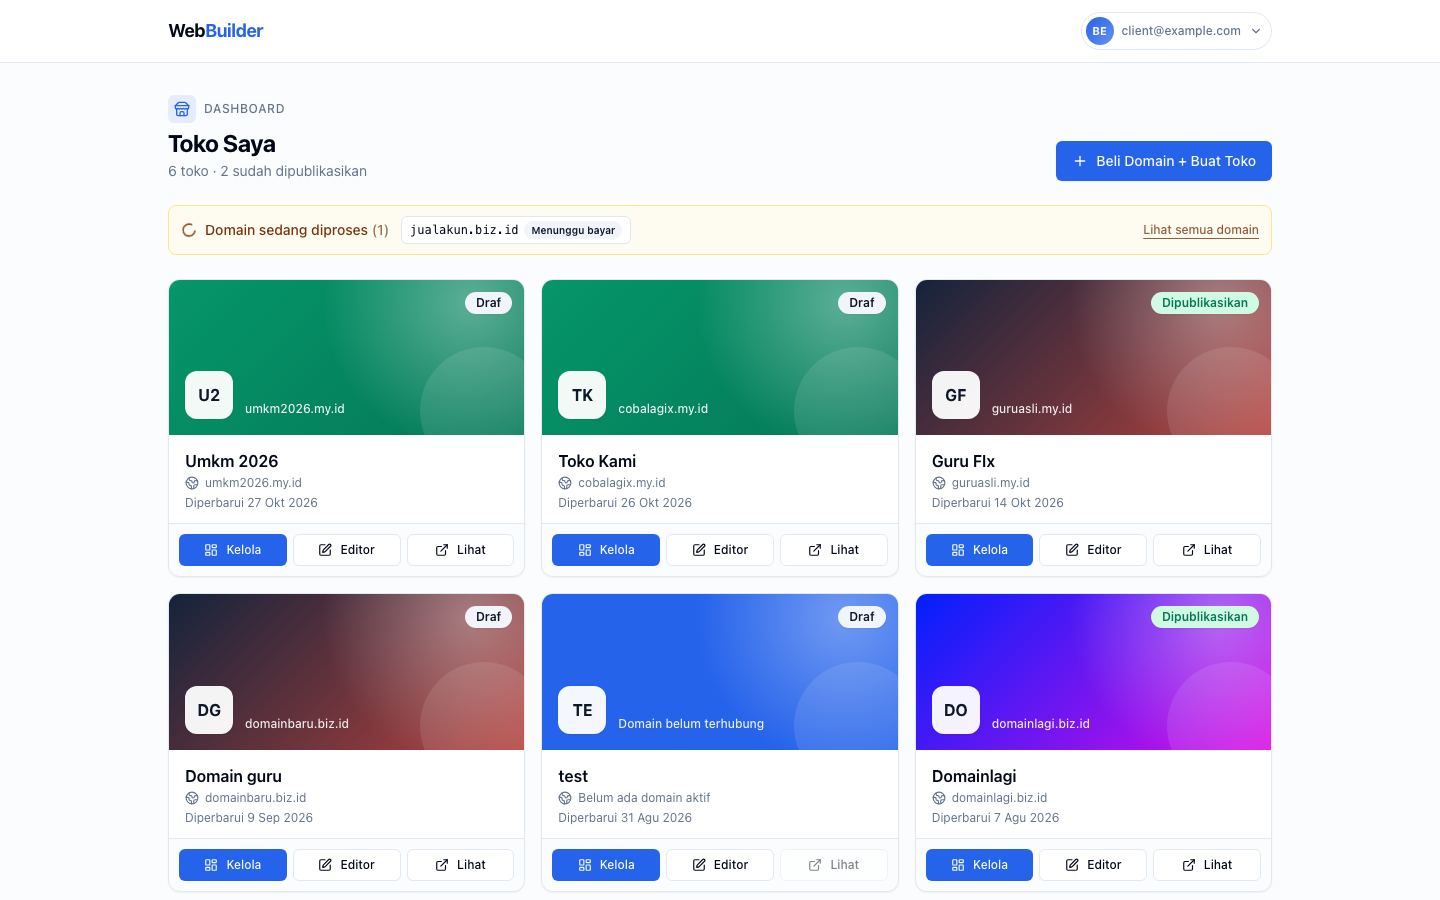 WebBuilder
BE client@example.com
DASHBOARD
Toko Saya
6 toko · 2 sudah dipublikasikan
Beli Domain + Buat Toko
Domain sedang diproses (1) jualakun.biz.id Menunggu bayar Lihat semua domain
Draf
U2 umkm2026.my.id
Umkm 2026
umkm2026.my.id
Diperbarui 27 Okt 2026
Kelola Editor Lihat
Draf
TK cobalagix.my.id
Toko Kami
cobalagix.my.id
Diperbarui 26 Okt 2026
Kelola Editor Lihat
Dipublikasikan
GF guruasli.my.id
Guru Flx
guruasli.my.id
Diperbarui 14 Okt 2026
Kelola Editor Lihat
Draf
DG domainbaru.biz.id
Domain guru
domainbaru.biz.id
Diperbarui 9 Sep 2026
Kelola Editor Lihat
Draf
TE Domain belum terhubung
test
Belum ada domain aktif
Diperbarui 31 Agu 2026
Kelola Editor Lihat
Dipublikasikan
DO domainlagi.biz.id
Domainlagi
domainlagi.biz.id
Diperbarui 7 Agu 2026
Kelola Editor Lihat